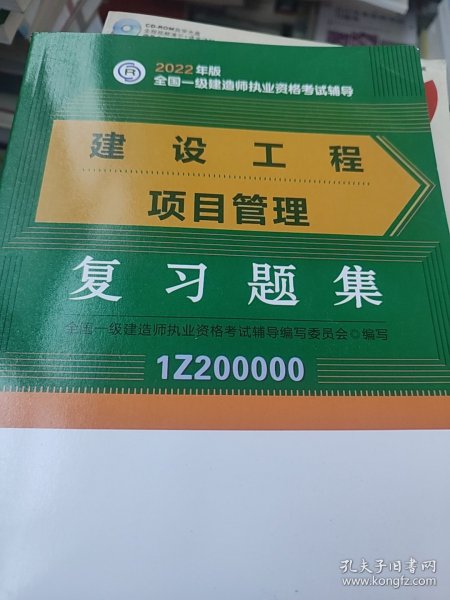 CD-ROM
2022年版
全国一级建造师执业资格考试辅导
建设工程
项目管理
复习题集
全国一级建造师执业资格考试辅导编写委员会◎编写
1Z200000
孔夫子旧书网
www.kongfz.com